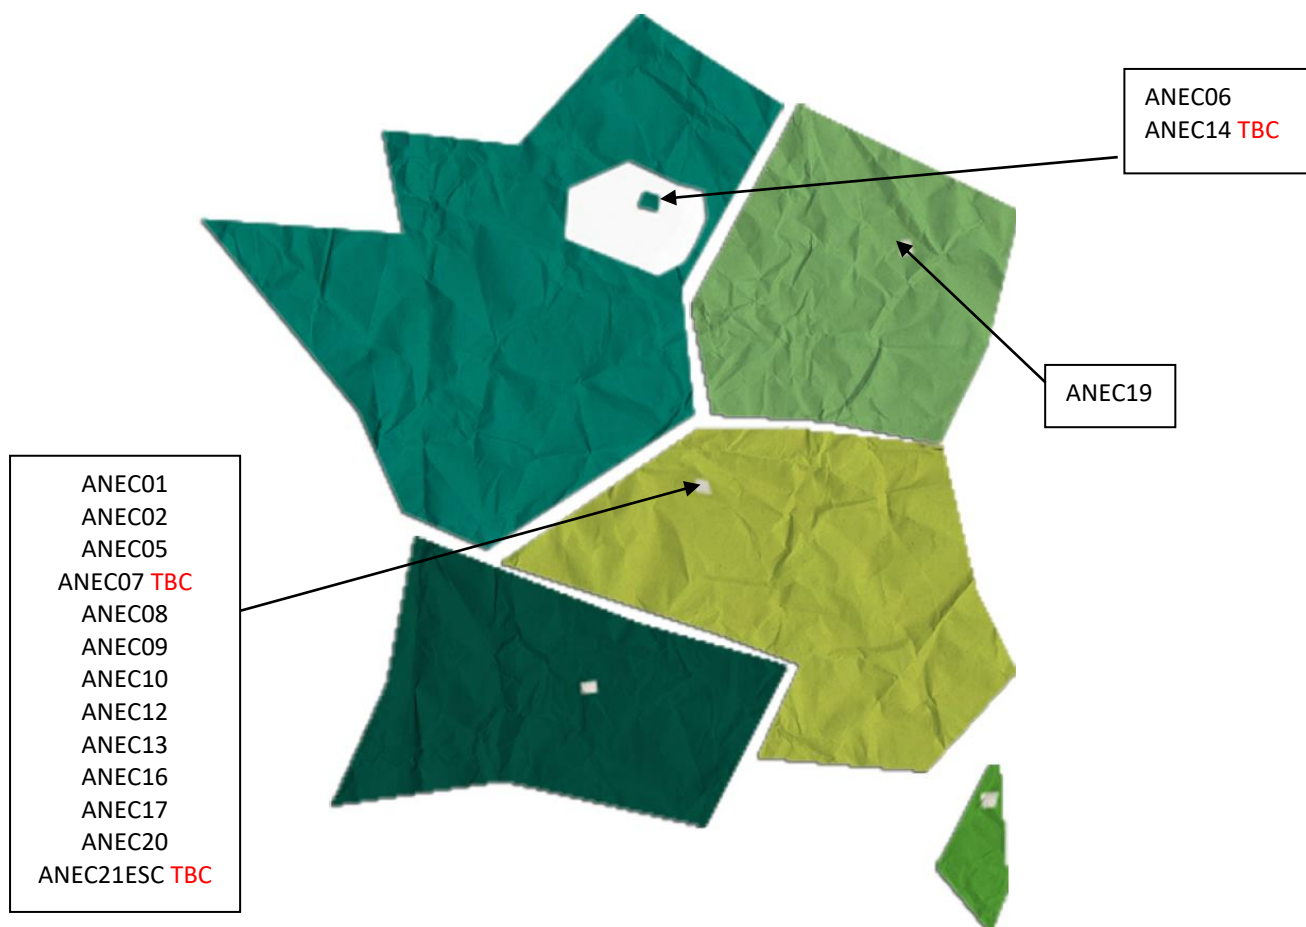 ANEC06
ANEC14 TBC
ANEC19
ANEC01
ANEC02
ANEC05
ANEC07 TBC
ANEC08
ANEC09
ANEC10
ANEC12
ANEC13
ANEC16
ANEC17
ANEC20
ANEC21ESC TBC